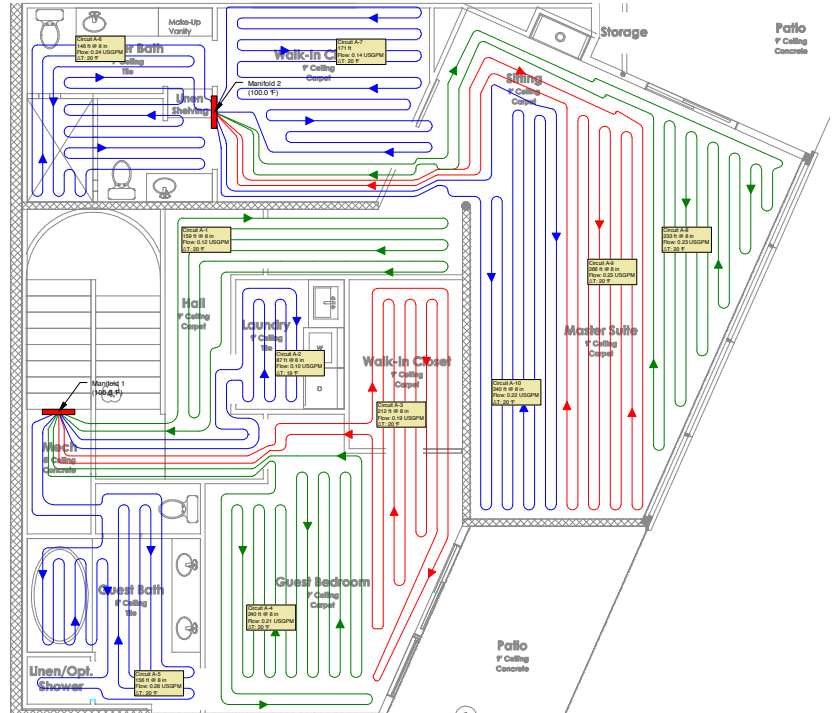 Circuit A-6
146 ft @ 8 in
Flow: 0.24 USGPM
ΔT: 20 °F
Bath
9' Ceiling
Tile
Make-Up
Vanity
Circuit A-7
171 ft
Flow: 0.14 USGPM
ΔT: 20 °F
Walk-In
9' Ceiling
Carpet
Manifold 2
(100.0 °F)
Linen
Shelving
Storage
Patio
9' Ceiling
Concrete
Sitting
9' Ceiling
Carpet
Circuit A-1
159 ft @ 8 in
Flow: 0.12 USGPM
ΔT: 20 °F
Circuit A-8
233 ft @ 8 in
Flow: 0.23 USGPM
ΔT: 20 °F
Circuit A-9
266 ft @ 8 in
Flow: 0.23 USGPM
ΔT: 20 °F
Hall
9' Ceiling
Carpet
Laundry
9' Ceiling
Tile
W
D
Circuit A-2
87 ft @ 8 in
Flow: 0.10 USGPM
ΔT: 19 °F
Walk-In Closet
9' Ceiling
Carpet
Master Suite
9' Ceiling
Carpet
Manifold 1
(100.0 °F)
Circuit A-3
212 ft @ 8 in
Flow: 0.19 USGPM
ΔT: 20 °F
Circuit A-10
240 ft @ 8 in
Flow: 0.22 USGPM
ΔT: 20 °F
Mech
Ceiling
Concrete
Guest Bath
9' Ceiling
Tile
Guest Bedroom
9' Ceiling
Carpet
Circuit A-4
240 ft @ 8 in
Flow: 0.21 USGPM
ΔT: 20 °F
Patio
9' Ceiling
Concrete
Linen/Opt.
Shower
Circuit A-5
156 ft @ 8 in
Flow: 0.28 USGPM
ΔT: 20 °F